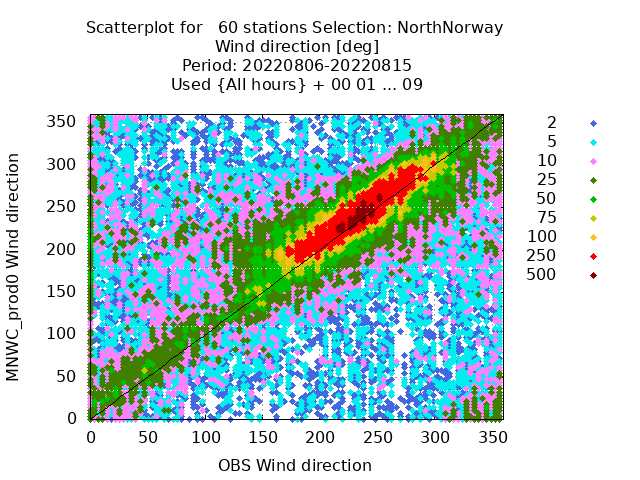 Scatterplot for   60 stations Selection: NorthNorway
Wind direction [deg]
Period: 20220806-20220815
Used {All hours} + 00 01 ... 09
2
5
10
25
50
75
100
250
500
MNWC_prod0 Wind direction
350
300
250
200
150
100
50
0
0 50 100 150 200 250 300 350
OBS Wind direction